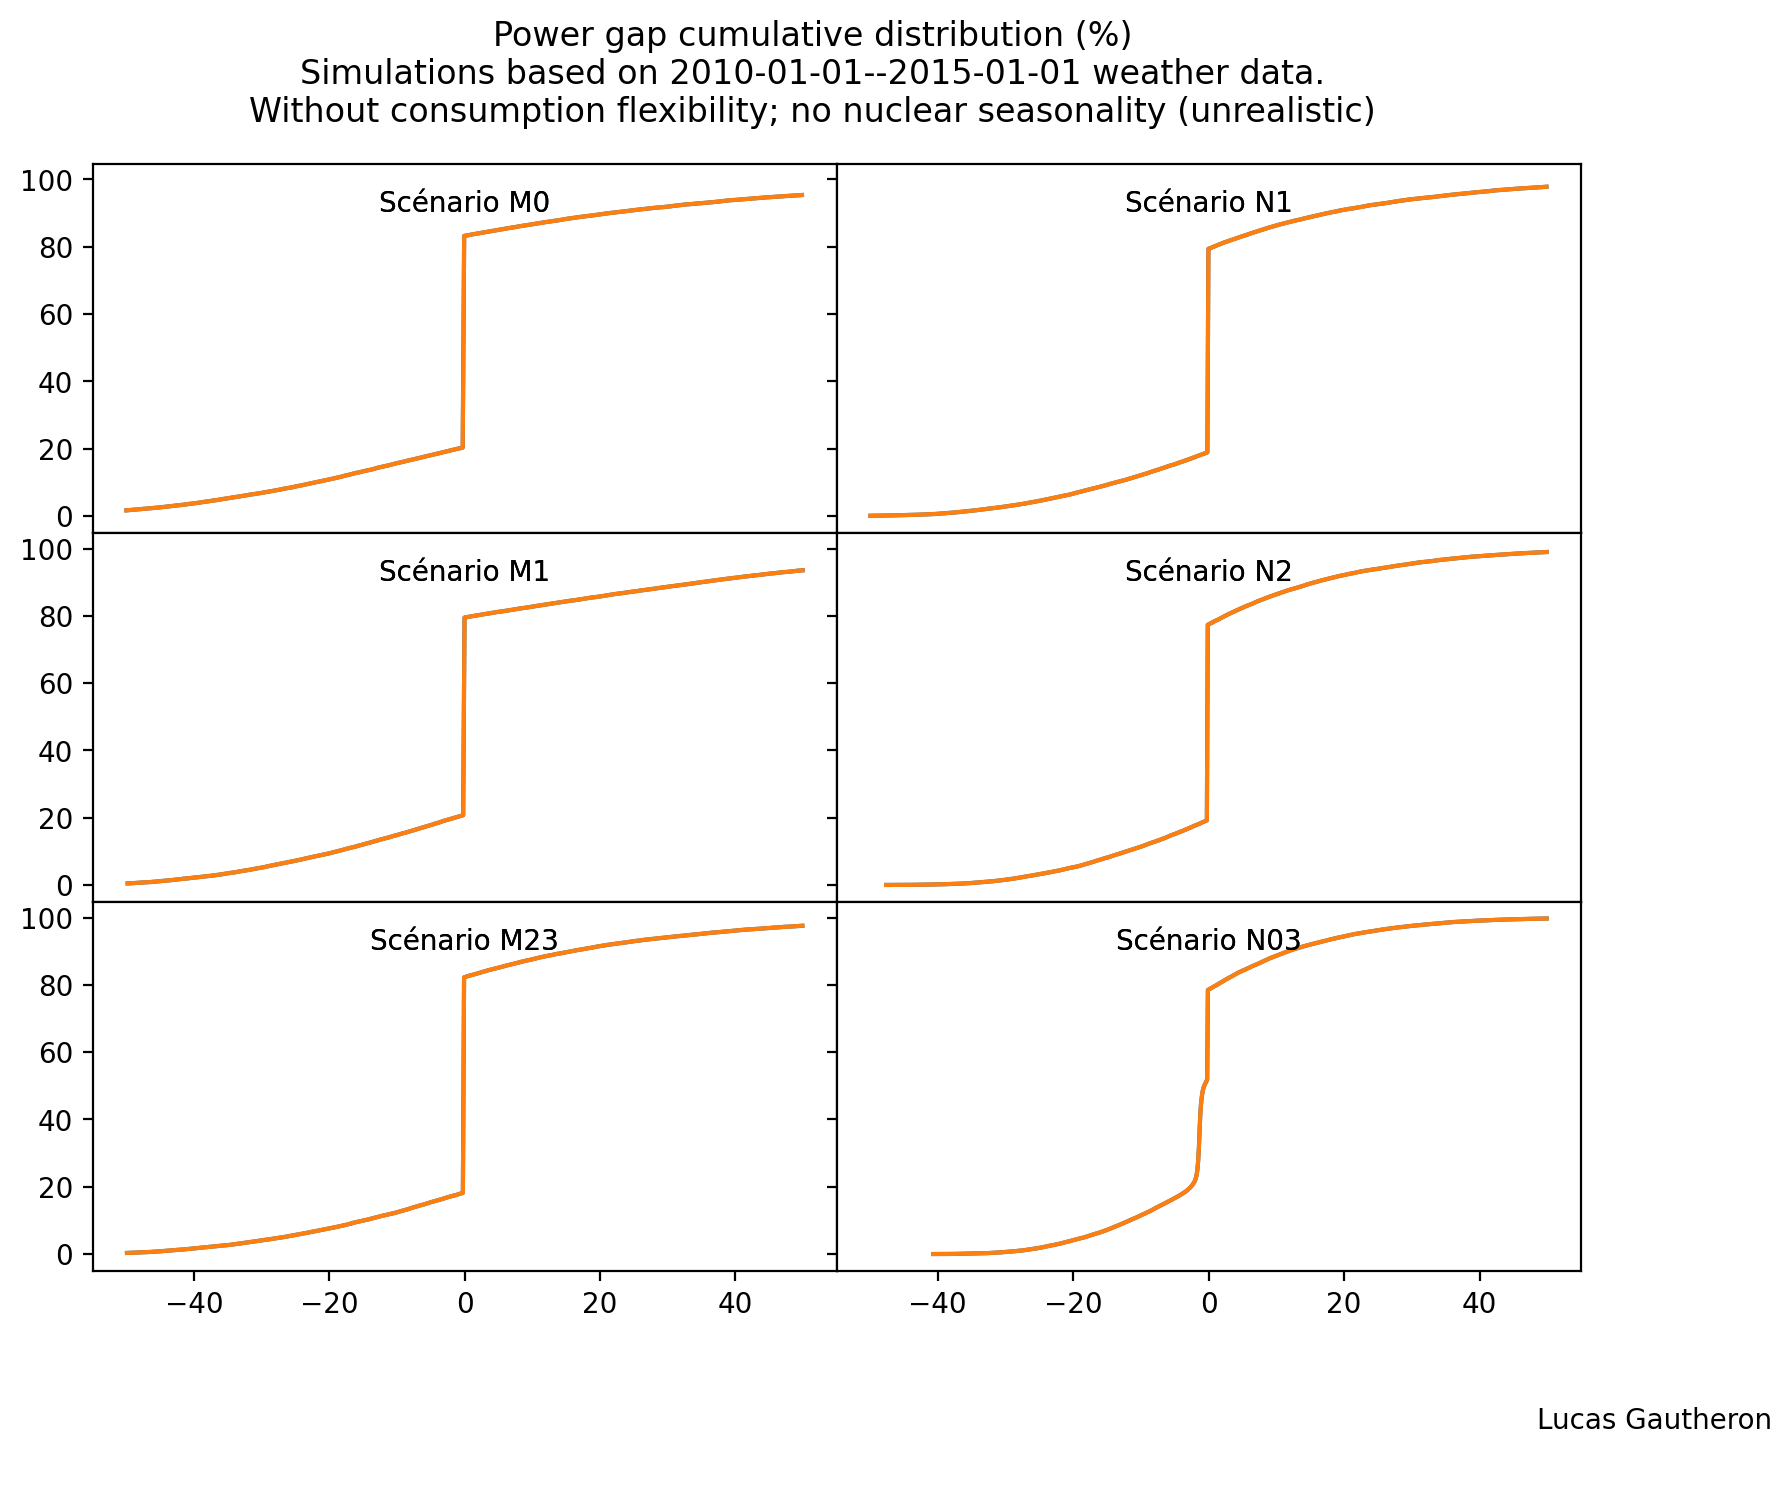 Power gap cumulative distribution (%)
Simulations based on 2010-01-01--2015-01-01 weather data.
Without consumption flexibility; no nuclear seasonality (unrealistic)
100
80
60
40
20
0
Scénario M0
Scénario N1
100
80
60
40
20
0
Scénario M1
Scénario N2
100
80
60
40
20
0
Scénario M23
Scénario N03
−40 −20 0 20 40
−40 −20 0 20 40
Lucas Gautheron